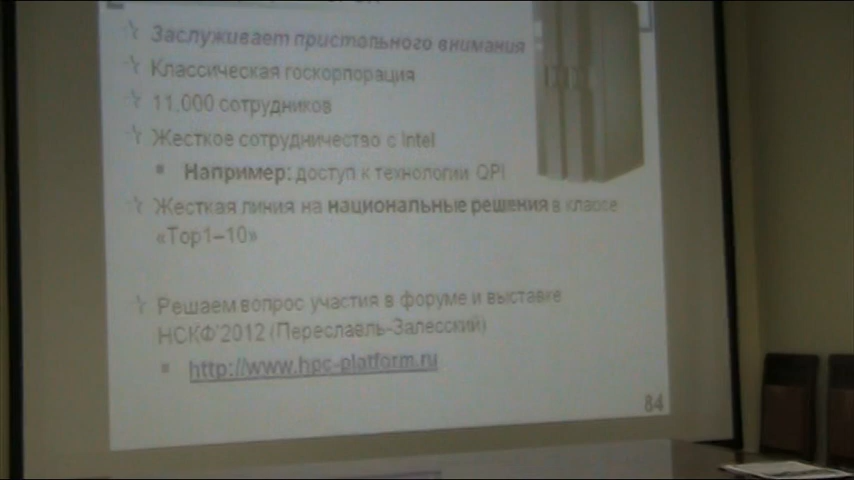 Заслуживает пристального внимания
Классическая госкорпорация
11,000 сотрудников
Жесткое сотрудничество с Intel
Например: доступ к технологии QPI
Жесткая линия на национальные решения в классе
«Top1–10»
Решаем вопрос участия в форуме и выставке
НСКФ'2012 (Переславль-Залесский)
http://www.hpc-platform.ru
84